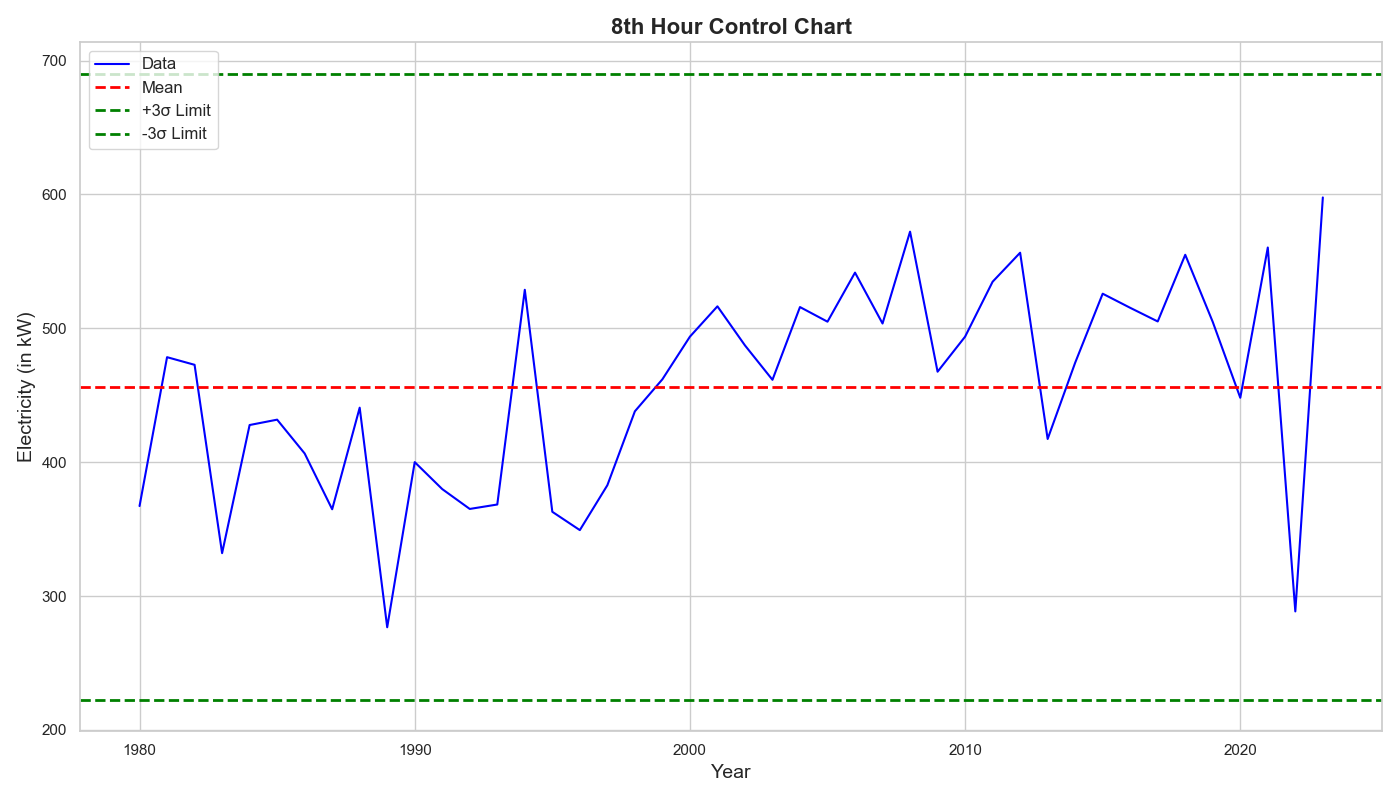 8th Hour Control Chart
Data
Mean
+3σ Limit
-3σ Limit
700
600
500
400
300
200
Electricity (in kW)
1980 1990 2000 2010 2020
Year